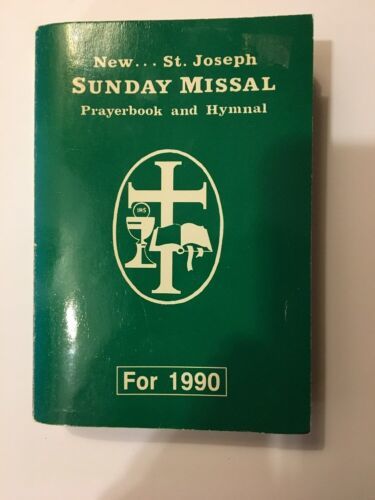 New... St. Joseph
SUNDAY MISSAL
Prayerbook and Hymnal
IHS
For 1990